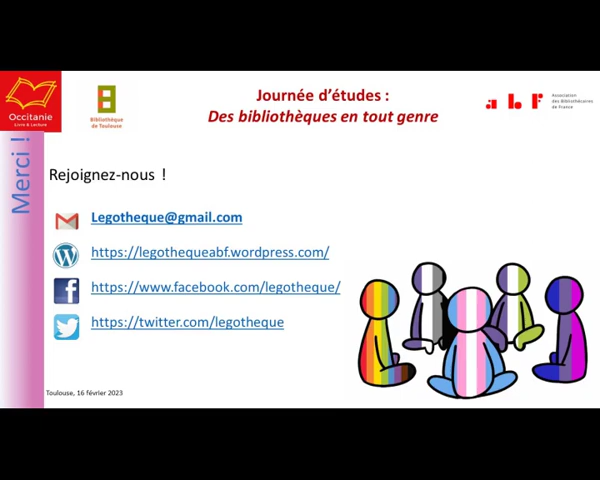 Occitanie
Livre & Lecture
Bibliothèque
de Toulouse
Journée d'études :
Des bibliothèques en tout genre
abf
Association
des Bibliothécaires
de France
Merci !
Rejoignez-nous !
Legotheque@gmail.com
https://legothequeabf.wordpress.com/
https://www.facebook.com/legotheque/
https://twitter.com/legotheque
Toulouse, 16 février 2023